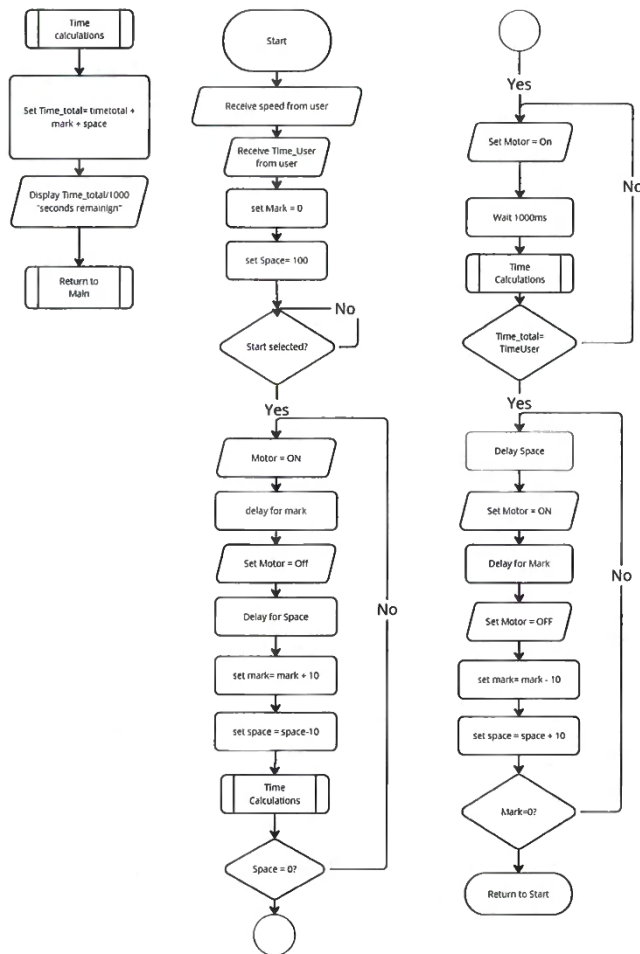 Time
calculations
Set Time_total= timetotal +
mark + space
Display Time_total/1000
"seconds remainign"
Return to
Main
Start
Receive speed from user
Receive Time_User
from user
set Mark = 0
set Space= 100
No
Start selected?
Yes
Motor = ON
delay for mark
Set Motor = Off
Delay for Space
No
set mark= mark + 10
set space = space-10
Time
Calculations
Space = 0?
Yes
Set Motor = On
No
Wait 1000ms
Time
Calculations
Time_total=
TimeUser
Yes
Delay Space
Set Motor = ON
Delay for Mark
No
Set Motor = OFF
set mark= mark - 10
set space = space + 10
Mark=0?
Return to Start